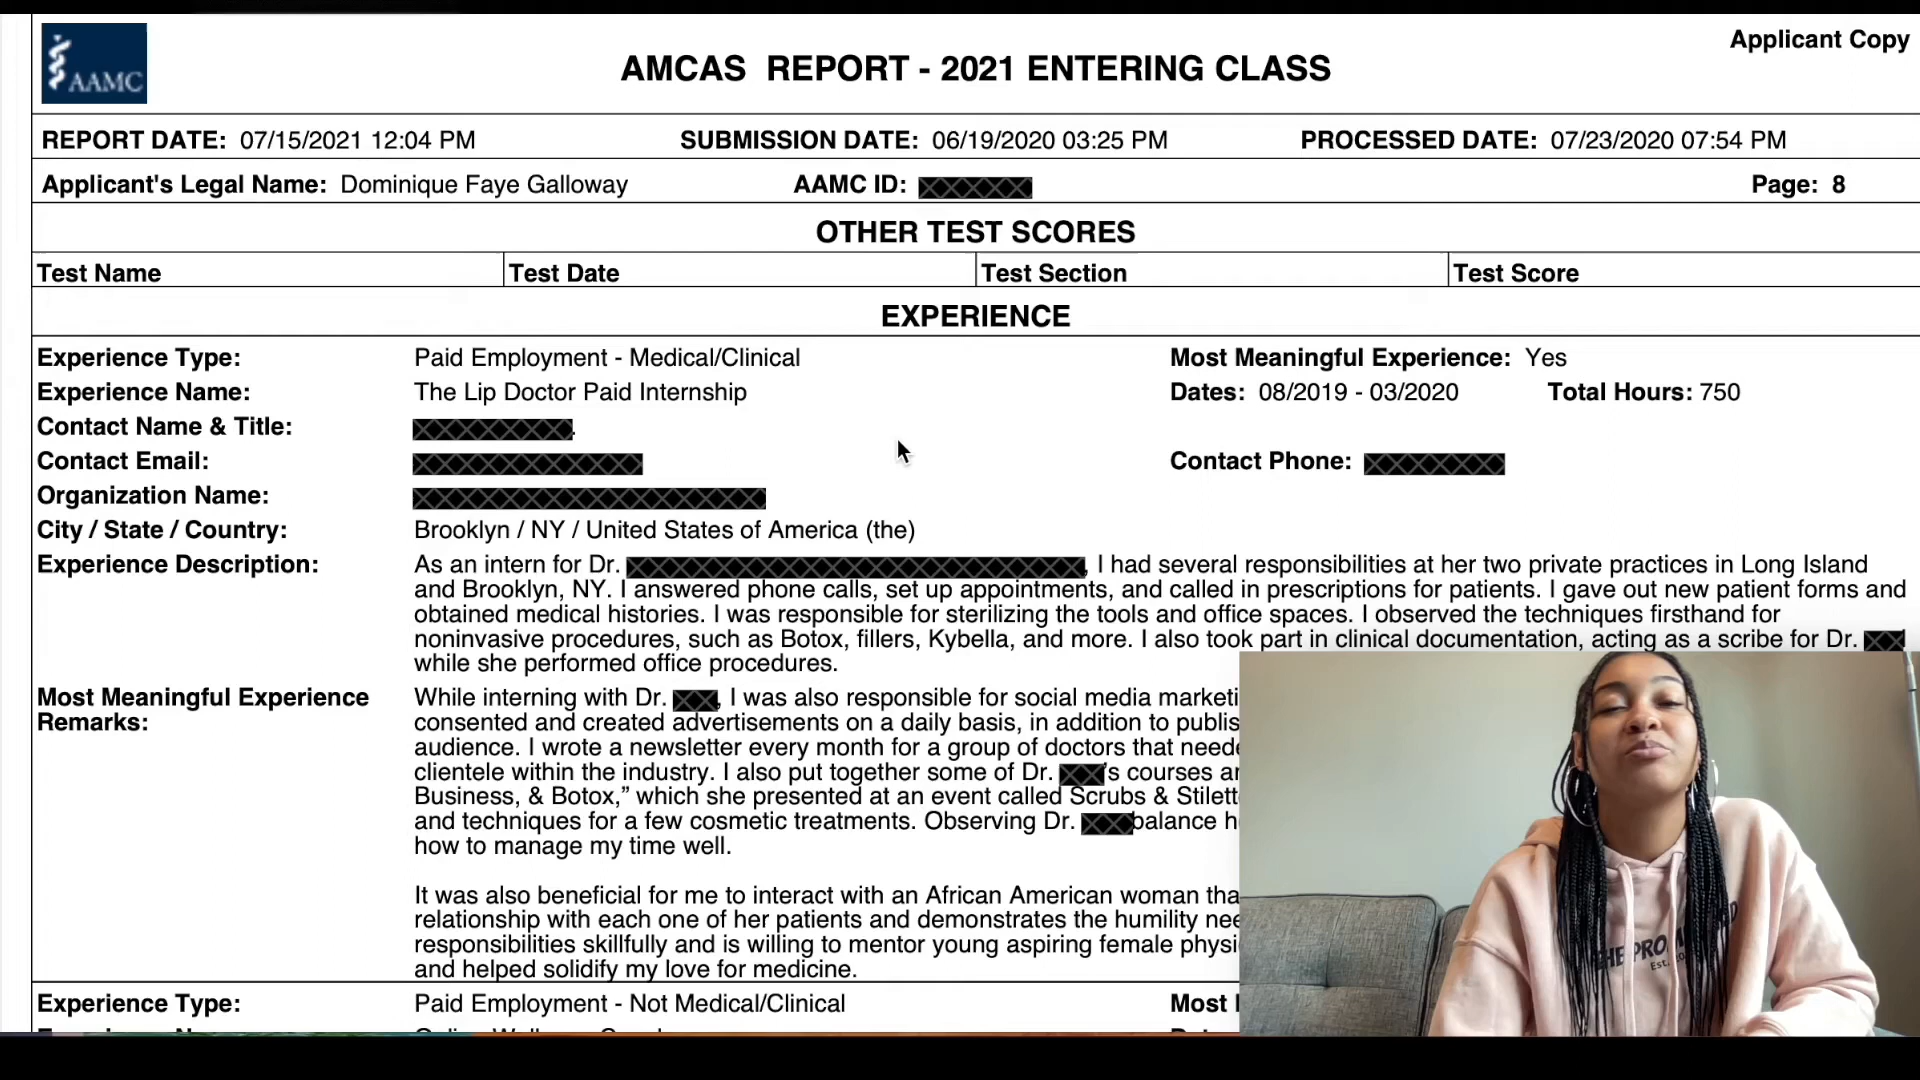 Applicant Copy
AAMC
AMCAS REPORT - 2021 ENTERING CLASS
REPORT DATE: 07/15/2021 12:04 PM SUBMISSION DATE: 06/19/2020 03:25 PM PROCESSED DATE: 07/23/2020 07:54 PM
Applicant's Legal Name: Dominique Faye Galloway AAMC ID: Page: 8
OTHER TEST SCORES
Test Name Test Date Test Section Test Score
EXPERIENCE
Experience Type: Paid Employment - Medical/Clinical Most Meaningful Experience: Yes
Experience Name: The Lip Doctor Paid Internship Dates: 08/2019 - 03/2020 Total Hours: 750
Contact Name & Title:
Contact Email: Contact Phone:
Organization Name:
City / State / Country: Brooklyn / NY / United States of America (the)
Experience Description: As an intern for Dr. , I had several responsibilities at her two private practices in Long Island
and Brooklyn, NY. I answered phone calls, set up appointments, and called in prescriptions for patients. I gave out new patient forms and
obtained medical histories. I was responsible for sterilizing the tools and office spaces. I observed the techniques firsthand for
noninvasive procedures, such as Botox, fillers, Kybella, and more. I also took part in clinical documentation, acting as a scribe for Dr.
while she performed office procedures.
Most Meaningful Experience While interning with Dr. , I was also responsible for social media marketi
Remarks: consented and created advertisements on a daily basis, in addition to publis
audience. I wrote a newsletter every month for a group of doctors that neede
clientele within the industry. I also put together some of Dr. 's courses ar
Business, & Botox,” which she presented at an event called Scrubs & Stilett
and techniques for a few cosmetic treatments. Observing Dr. balance h
how to manage my time well.
It was also beneficial for me to interact with an African American woman tha
relationship with each one of her patients and demonstrates the humility nee
responsibilities skillfully and is willing to mentor young aspiring female physi
and helped solidify my love for medicine.
Experience Type: Paid Employment - Not Medical/Clinical Most